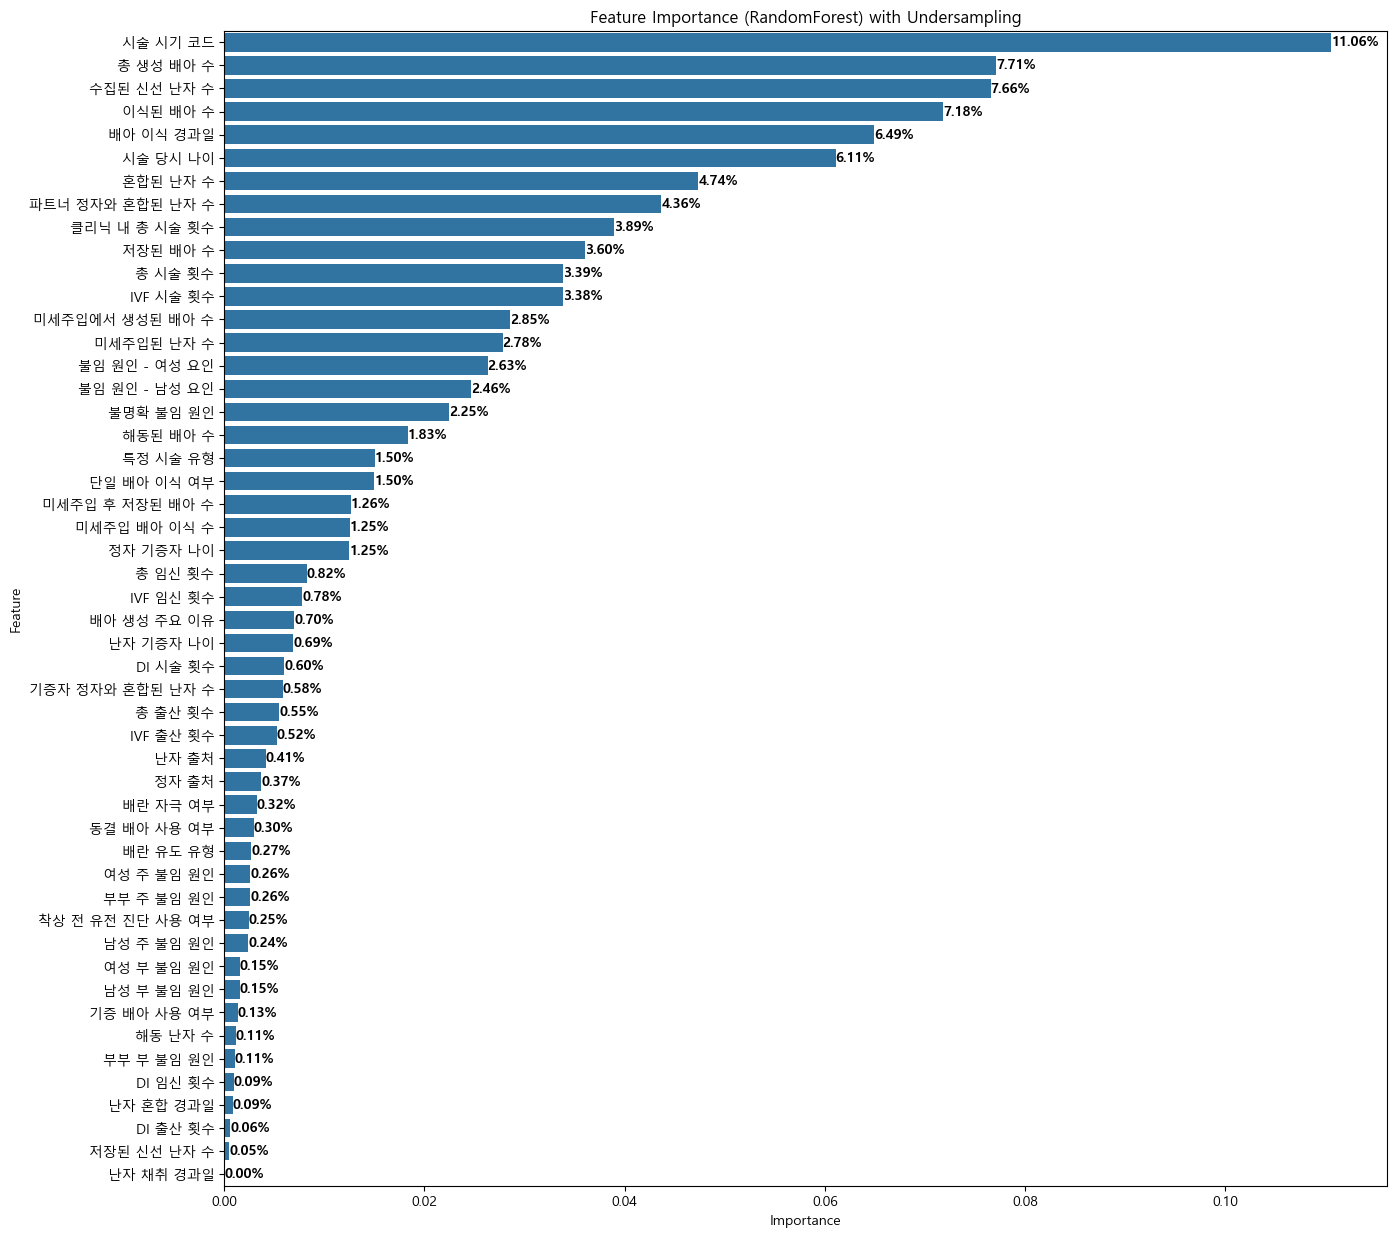 Feature Importance (RandomForest) with Undersampling
시술 시기 코드 11.06%
총 생성 배아 수 7.71%
수집된 신선 난자 수 7.66%
이식된 배아 수 7.18%
배아 이식 경과일 6.49%
시술 당시 나이 6.11%
혼합된 난자 수 4.74%
파트너 정자와 혼합된 난자 수 4.36%
클리닉 내 총 시술 횟수 3.89%
저장된 배아 수 3.60%
총 시술 횟수 3.39%
IVF 시술 횟수 3.38%
미세주입에서 생성된 배아 수 2.85%
미세주입된 난자 수 2.78%
불임 원인 - 여성 요인 2.63%
불임 원인 - 남성 요인 2.46%
불명확 불임 원인 2.25%
해동된 배아 수 1.83%
특정 시술 유형 1.50%
단일 배아 이식 여부 1.50%
미세주입 후 저장된 배아 수 1.26%
미세주입 배아 이식 수 1.25%
정자 기증자 나이 1.25%
총 임신 횟수 0.82%
IVF 임신 횟수 0.78%
배아 생성 주요 이유 0.70%
난자 기증자 나이 0.69%
DI 시술 횟수 0.60%
기증자 정자와 혼합된 난자 수 0.58%
총 출산 횟수 0.55%
IVF 출산 횟수 0.52%
난자 출처 0.41%
정자 출처 0.37%
배란 자극 여부 0.32%
동결 배아 사용 여부 0.30%
배란 유도 유형 0.27%
여성 주 불임 원인 0.26%
부부 주 불임 원인 0.26%
착상 전 유전 진단 사용 여부 0.25%
남성 주 불임 원인 0.24%
여성 부 불임 원인 0.15%
남성 부 불임 원인 0.15%
기증 배아 사용 여부 0.13%
해동 난자 수 0.11%
부부 부 불임 원인 0.11%
DI 임신 횟수 0.09%
난자 혼합 경과일 0.09%
DI 출산 횟수 0.06%
저장된 신선 난자 수 0.05%
난자 채취 경과일 0.00%
Feature
0.00 0.02 0.04 0.06 0.08 0.10
Importance